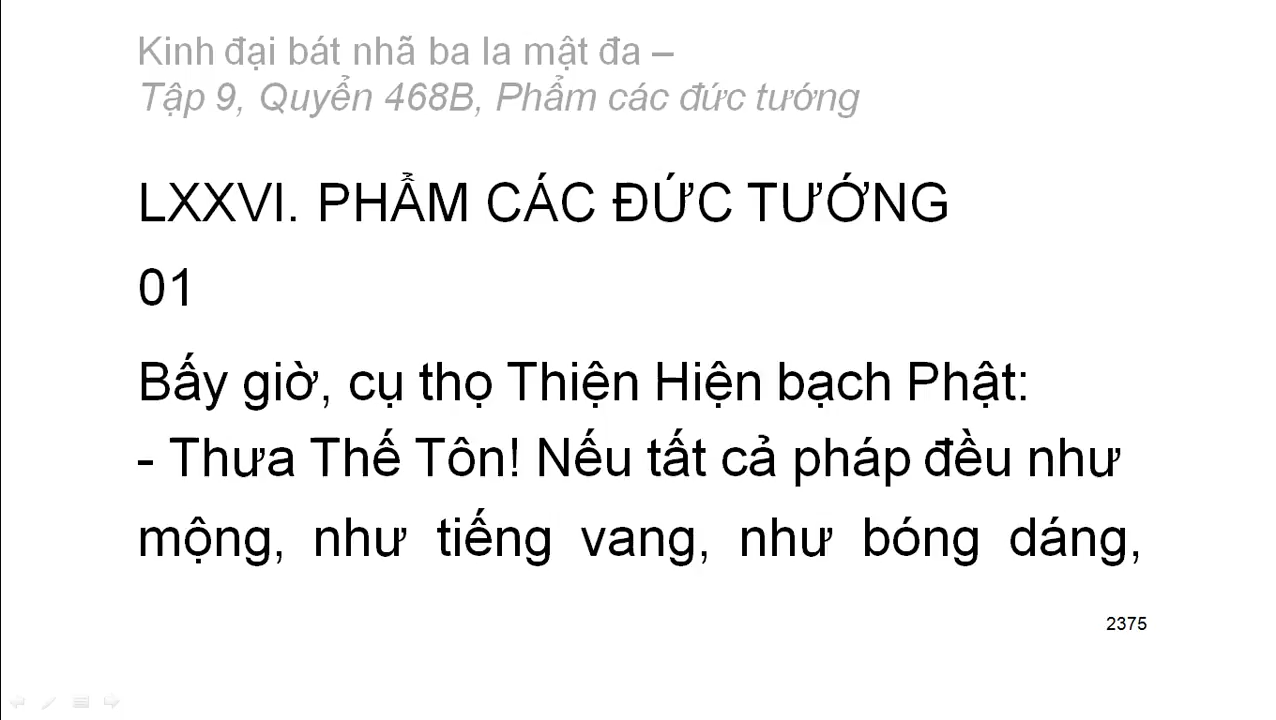 Kinh đại bát nhã ba la mật đa –
Tập 9, Quyển 468B, Phẩm các đức tướng
LXXVI. PHẨM CÁC ĐỨC TƯỚNG
01
Bấy giờ, cụ thọ Thiện Hiện bạch Phật:
- Thưa Thế Tôn! Nếu tất cả pháp đều như
mộng, như tiếng vang, như bóng dáng,
2375